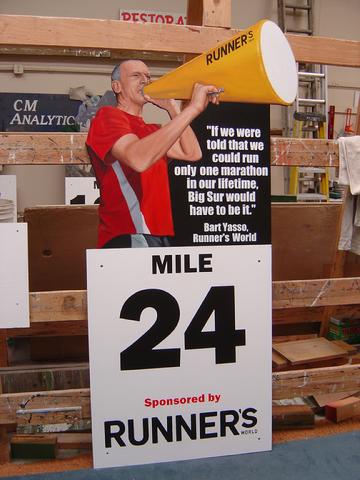 RESTORA
RUNNER'S
CM
ANALYTIC
"If we were
told that we
could run
only one marathon
in our lifetime,
Big Sur would
have to be it."
Bart Yasso,
Runner's World
MILE
24
Sponsored by
RUNNER'S
WORLD